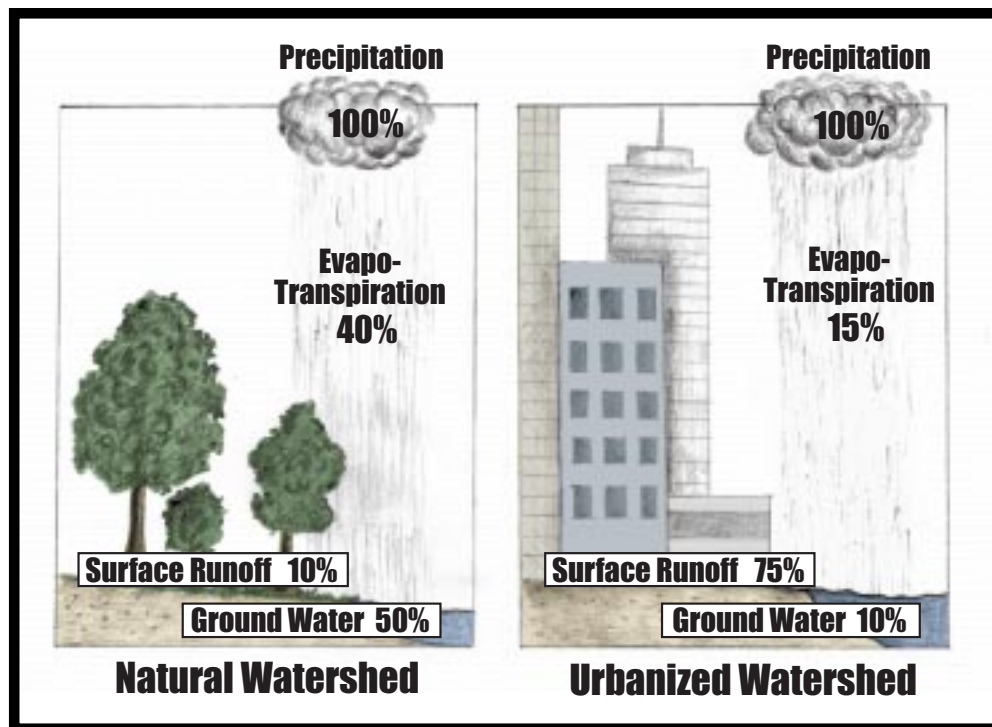 Precipitation
100%
Evapo-
Transpiration
40%
Surface Runoff 10%
Ground Water 50%
Natural Watershed
Precipitation
100%
Evapo-
Transpiration
15%
Surface Runoff 75%
Ground Water 10%
Urbanized Watershed